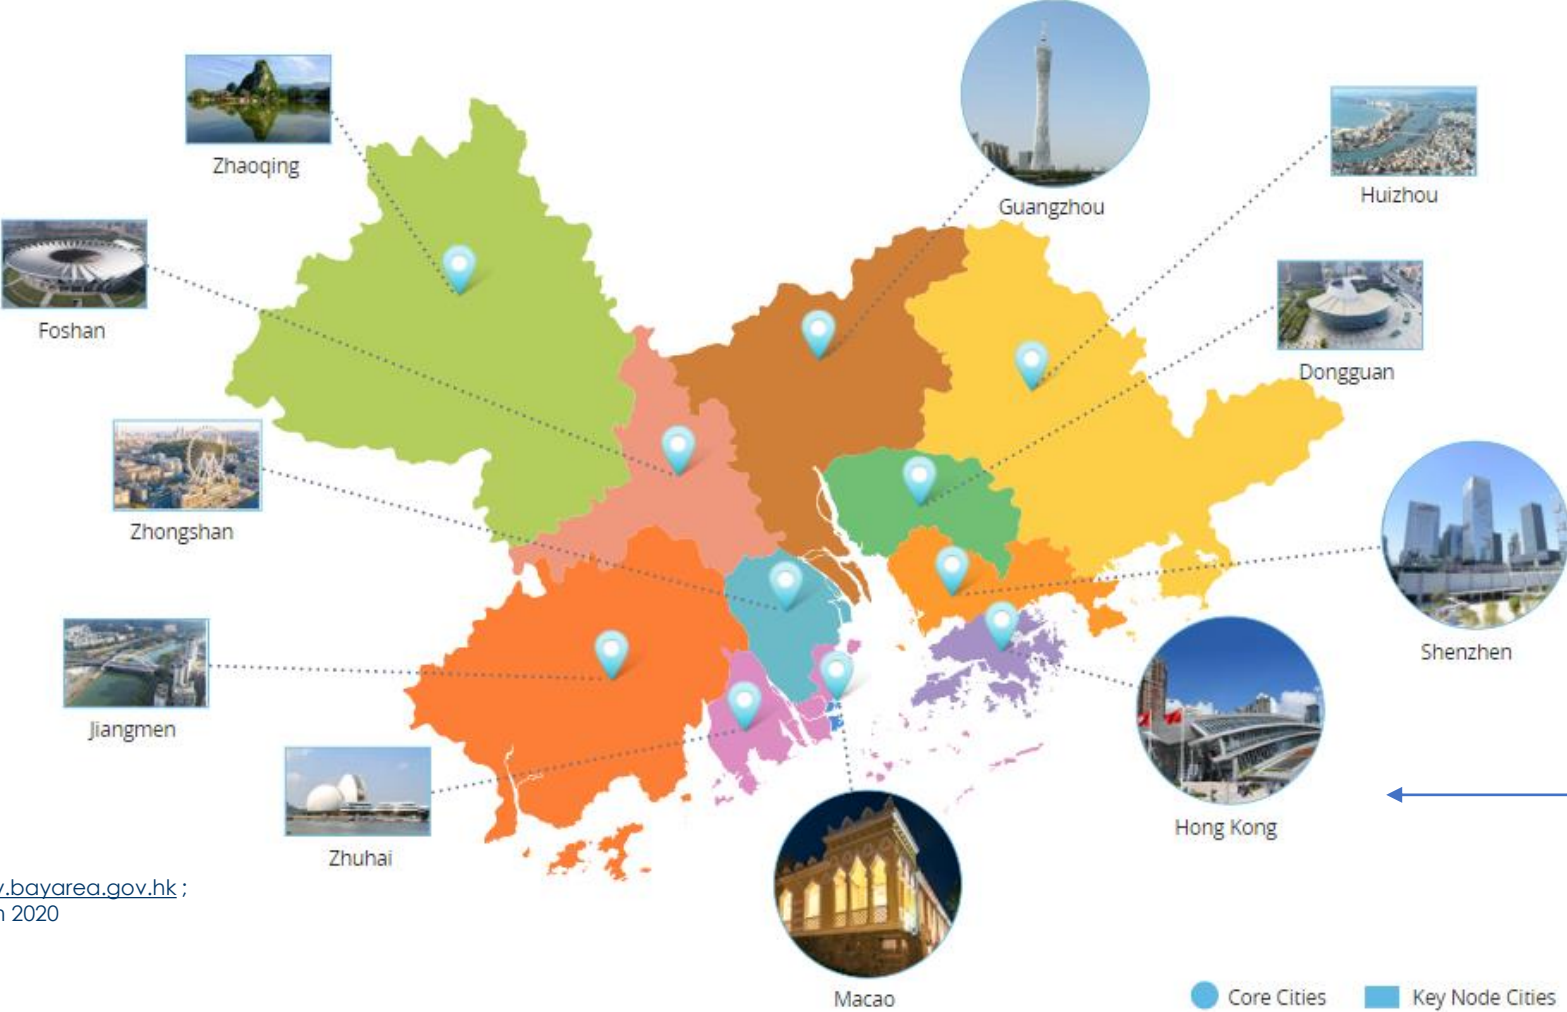 Zhaoqing
Guangzhou
Huizhou
Foshan
Dongguan
Zhongshan
Shenzhen
Jiangmen
Hong Kong
Zhuhai
.bayarea.gov.hk ;
2020
Macao
Core Cities
Key Node Cities